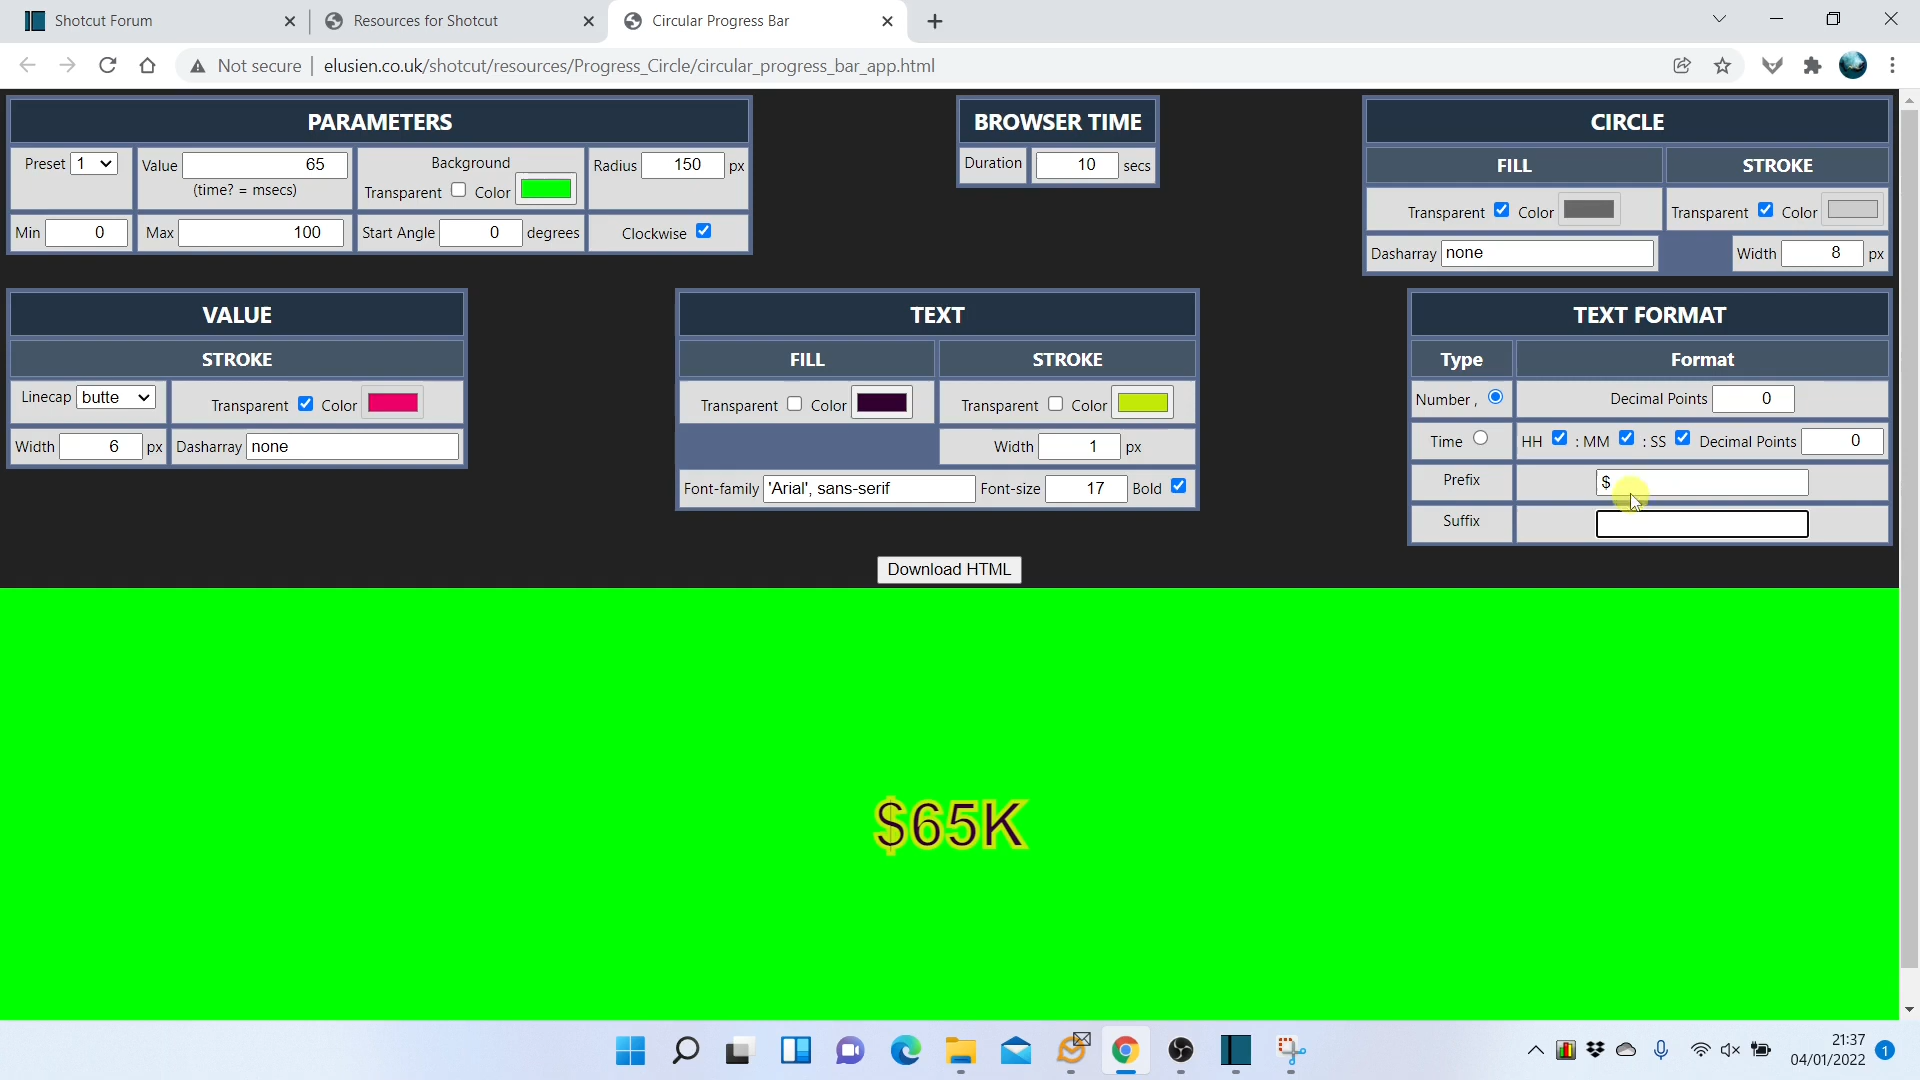 Shotcut Forum
Resources for Shotcut
Circular Progress Bar
Not secure
elusien.co.uk/shotcut/resources/Progress_Circle/circular_progress_bar_app.html
PARAMETERS
Preset 1
Value 65
(time? = msecs)
Background
Transparent Color
Radius 150 px
Min 0
Max 100
Start Angle 0 degrees
Clockwise
BROWSER TIME
Duration 10 secs
CIRCLE
FILL STROKE
Transparent Color
Transparent Color
Dasharray none
Width 8 px
VALUE
STROKE
Linecap butte
Transparent Color
Width 6 px
Dasharray none
TEXT
FILL STROKE
Transparent Color
Transparent Color
Width 1 px
Font-family 'Arial', sans-serif Font-size 17 Bold
TEXT FORMAT
Type Format
Number , Decimal Points 0
Time HH : MM : SS Decimal Points 0
Prefix $
Suffix
Download HTML
$65K
21:37
04/01/2022
1